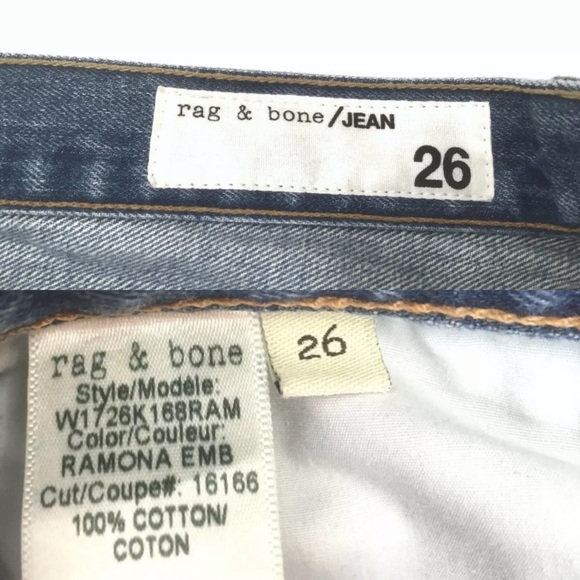 rag & bone/JEAN
26
rag & bone
Style/Modèle:
W1726K168RAM
Color/Couleur:
RAMONA EMB
Cut/Coupe#: 16166
100% COTTON/
COTON
26